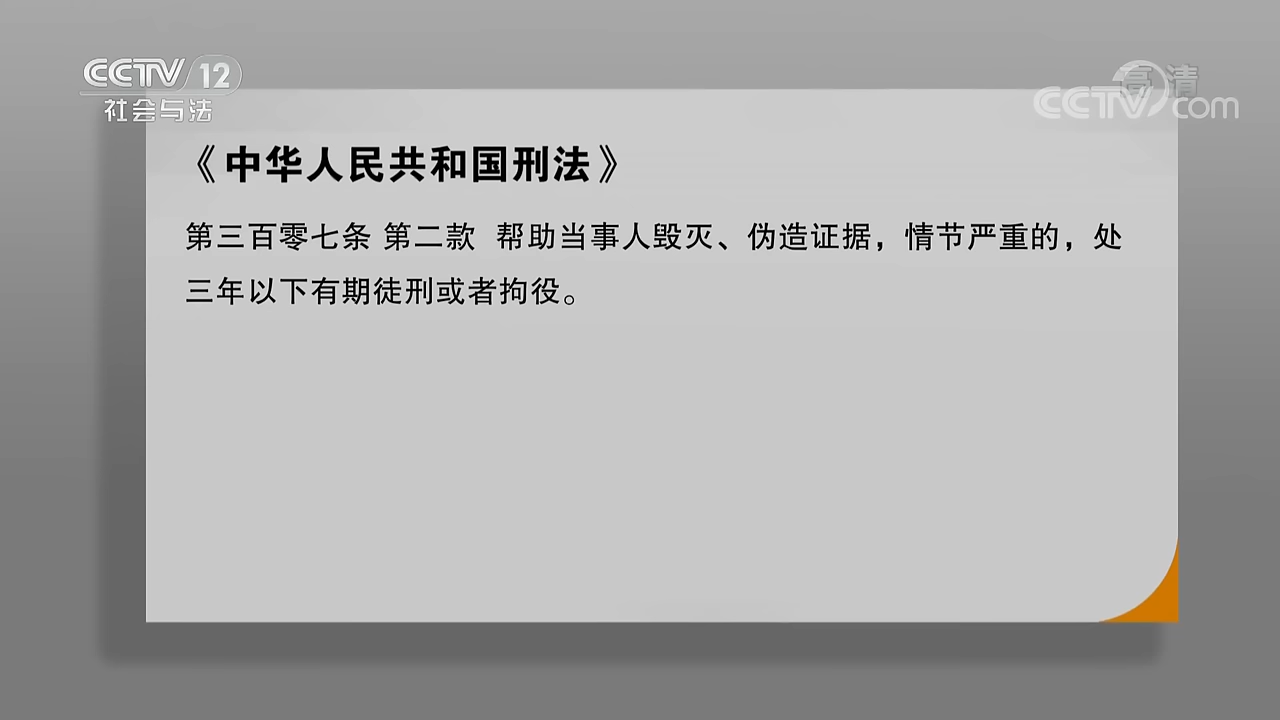 CCTV 12
社会与法
高清
CCTV.com
《中华人民共和国刑法》
第三百零七条 第二款 帮助当事人毁灭、伪造证据，情节严重的，处
三年以下有期徒刑或者拘役。